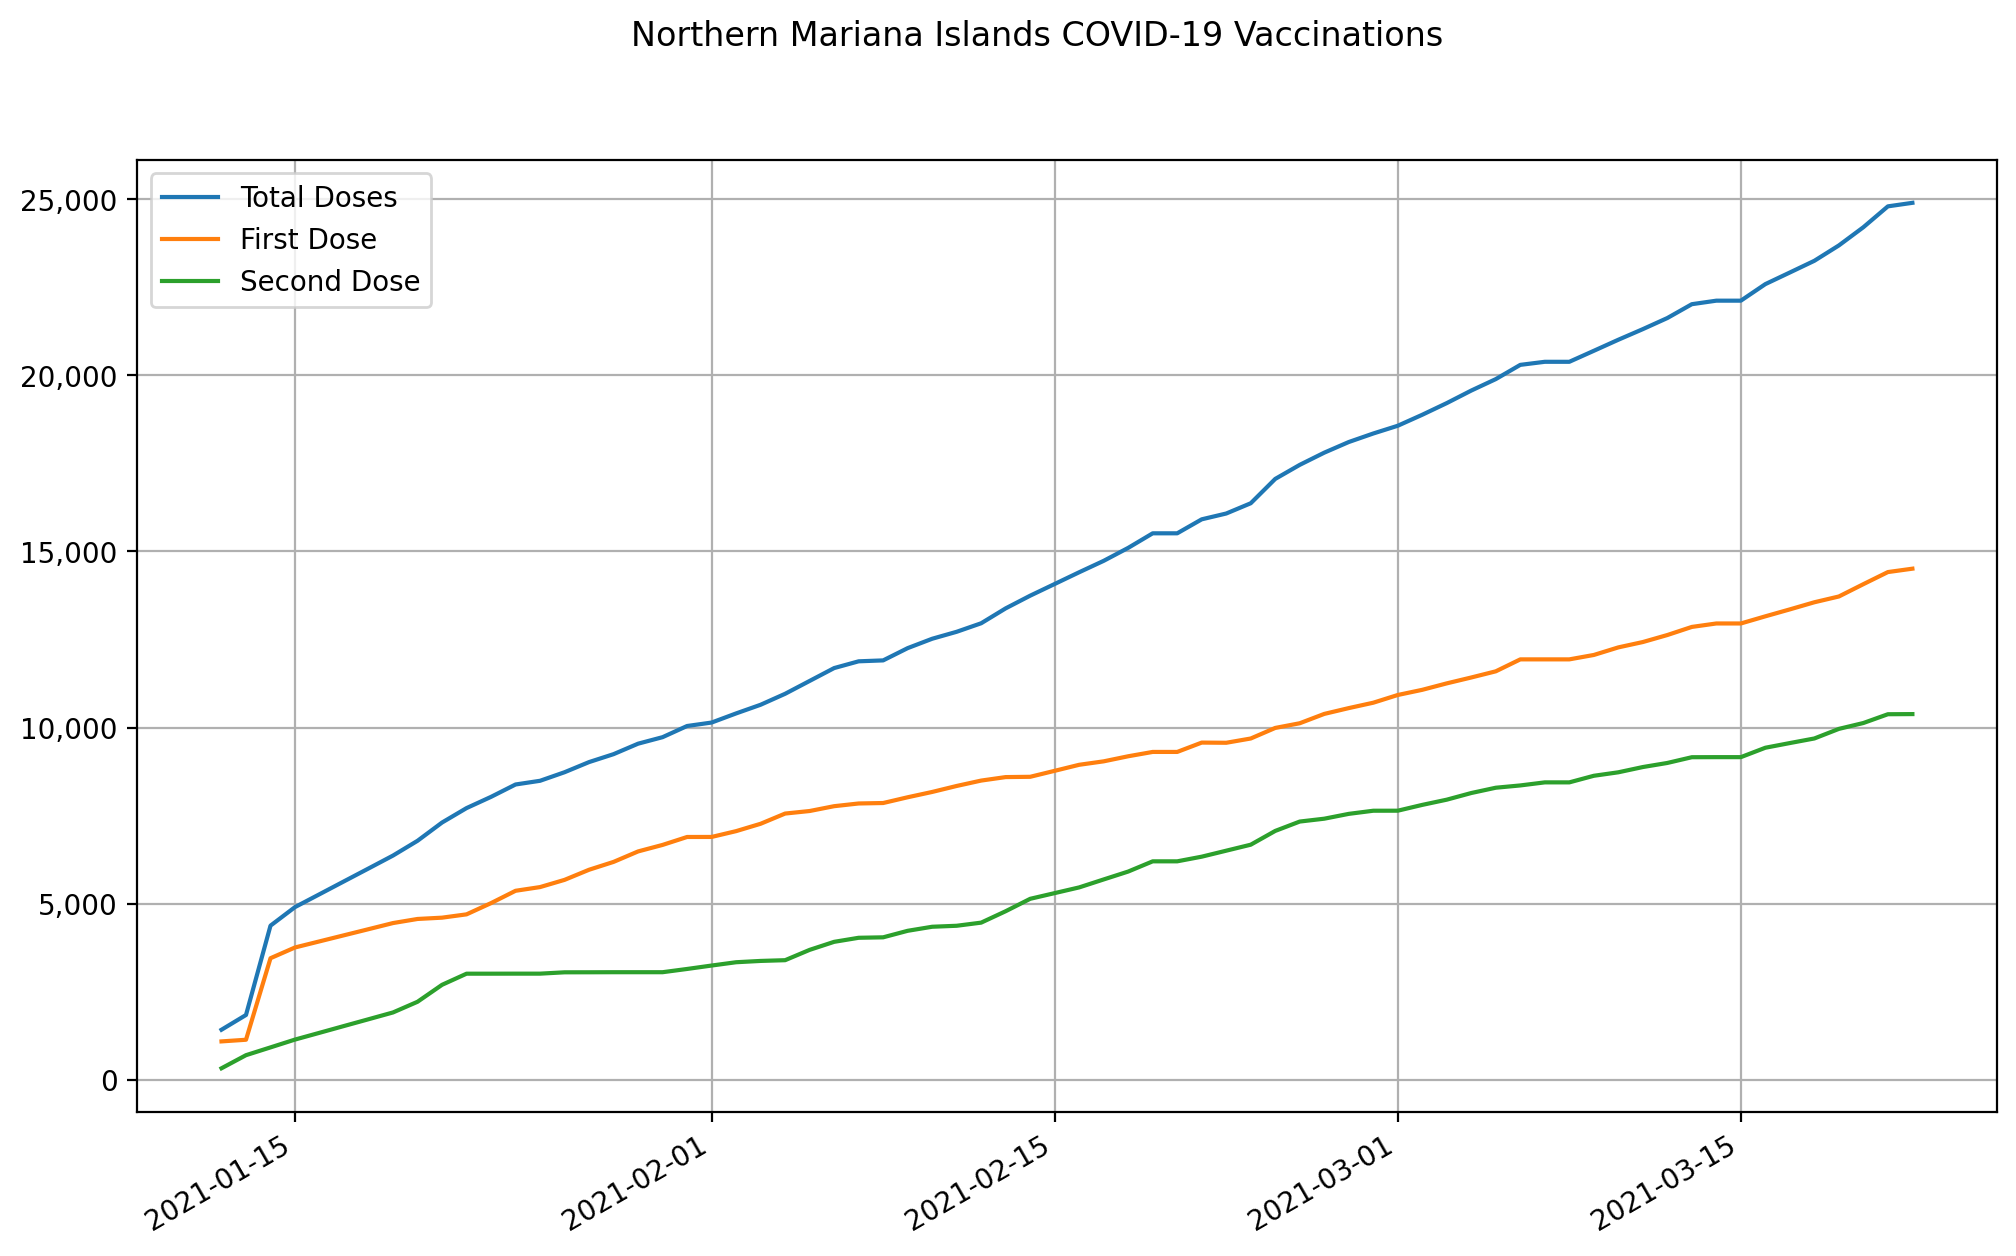 Northern Mariana Islands COVID-19 Vaccinations
Total Doses
First Dose
Second Dose
25,000
20,000
15,000
10,000
5,000
0
2021-01-15
2021-02-01
2021-02-15
2021-03-01
2021-03-15